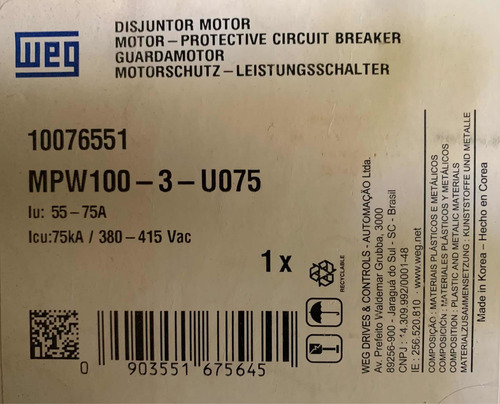 weg
DISJUNTOR MOTOR
MOTOR – PROTECTIVE CIRCUIT BREAKER
GUARDAMOTOR
MOTORSCHUTZ – LEISTUNGSSCHALTER
10076551
MPW100 – 3 – U075
Iu: 55 - 75A
Icu:75kA / 380 - 415 Vac
1 x
RECYCLABLE
0 903551 675645
WEG DRIVES & CONTROLS - AUTOMAÇÃO Ltda.
Av. Prefeito Waldemar Grubba, 3000
89256-900 - Jaraguá do Sul - SC - Brasil
CNPJ : 14.309.992/0001-48
IE : 256.520.810 · www.weg.net
COMPOSIÇÃO : MATERIAIS PLÁSTICOS E METÁLICOS
COMPOSICIÓN : MATERIALES PLÁSTICOS Y METÁLICOS
COMPOSITION : PLASTIC AND METALLIC MATERIALS
MATERIALZUSAMMENSETZUNG : KUNSTSTOFFE UND METALLE
Made in Korea – Hecho en Corea